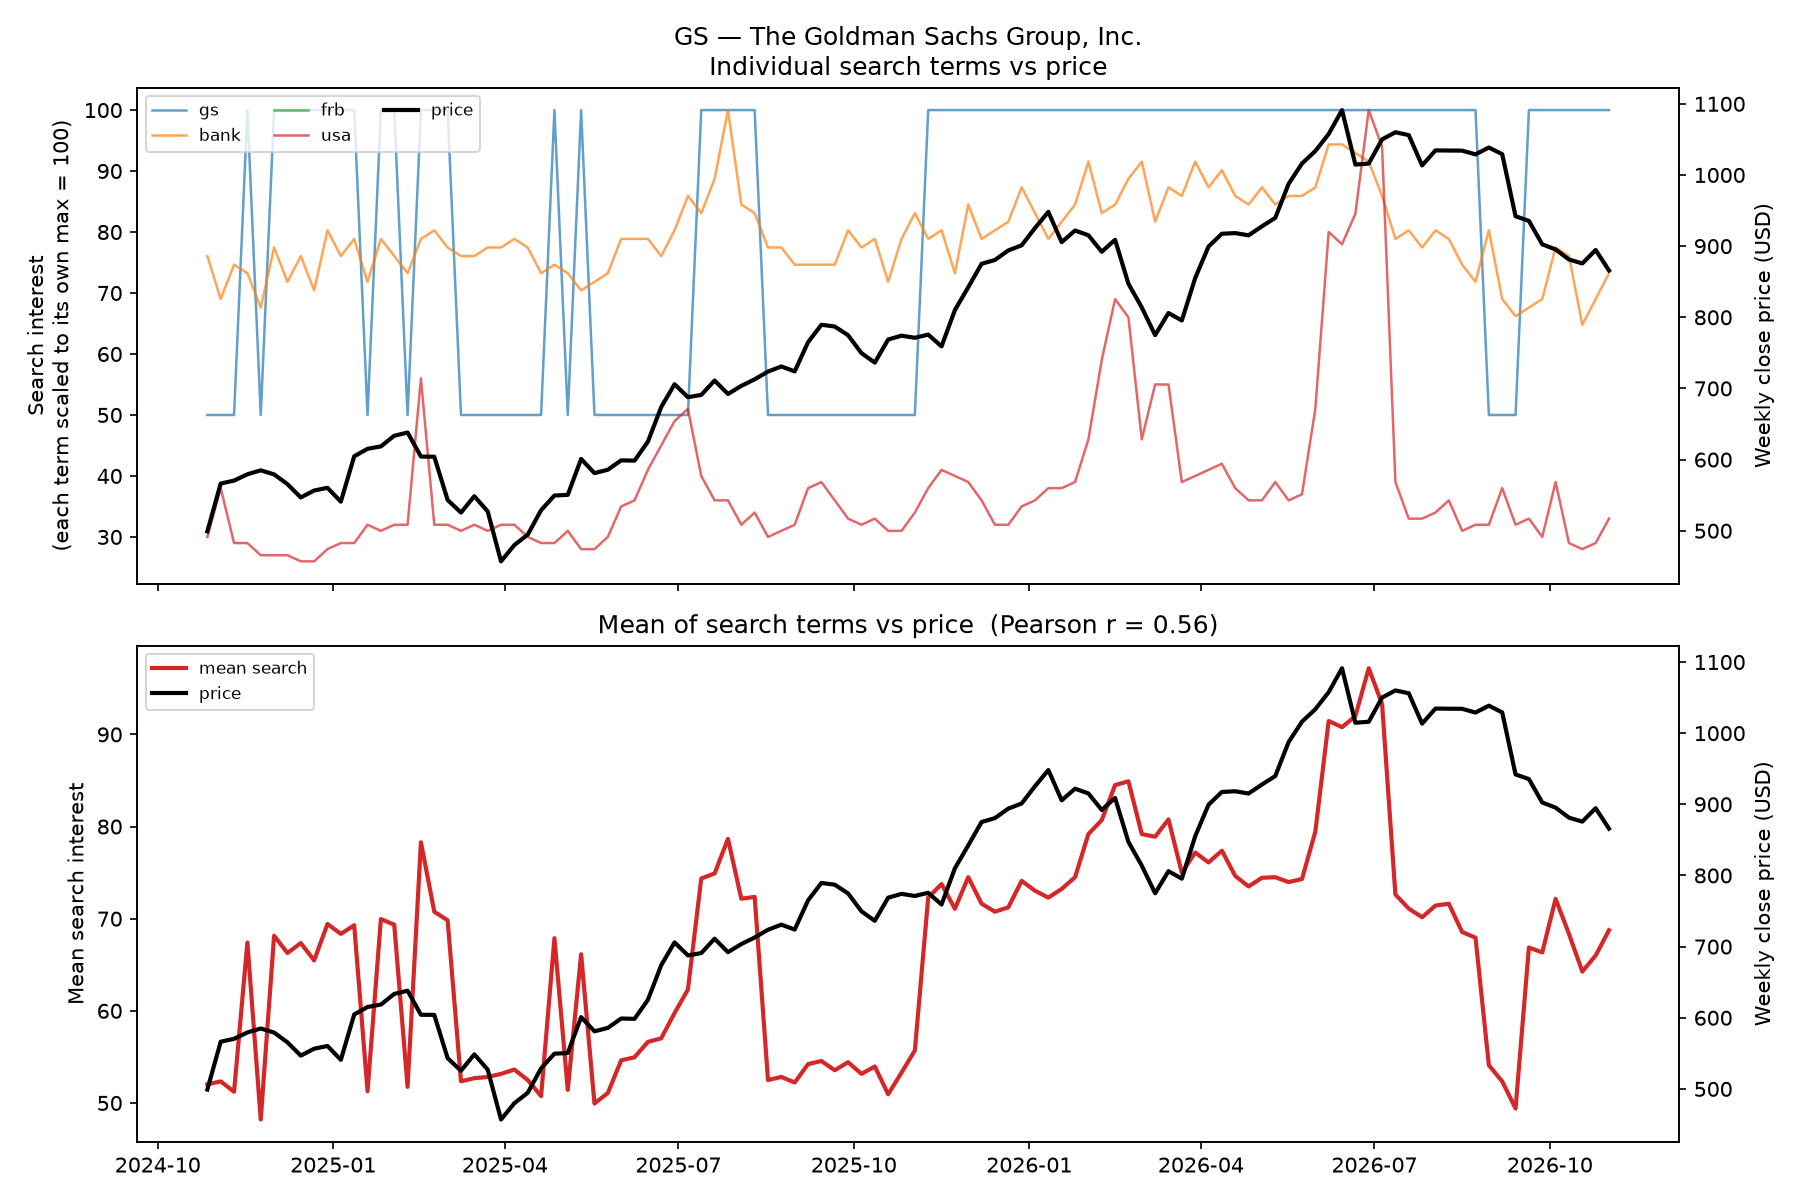 GS — The Goldman Sachs Group, Inc.
Individual search terms vs price
gs frb price
bank usa
100
90
80
70
60
50
40
30
Search interest
(each term scaled to its own max = 100)
1100
1000
900
800
700
600
500
Weekly close price (USD)
Mean of search terms vs price (Pearson r = 0.56)
mean search
price
90
80
70
60
50
Mean search interest
1100
1000
900
800
700
600
500
Weekly close price (USD)
2024-10 2025-01 2025-04 2025-07 2025-10 2026-01 2026-04 2026-07 2026-10